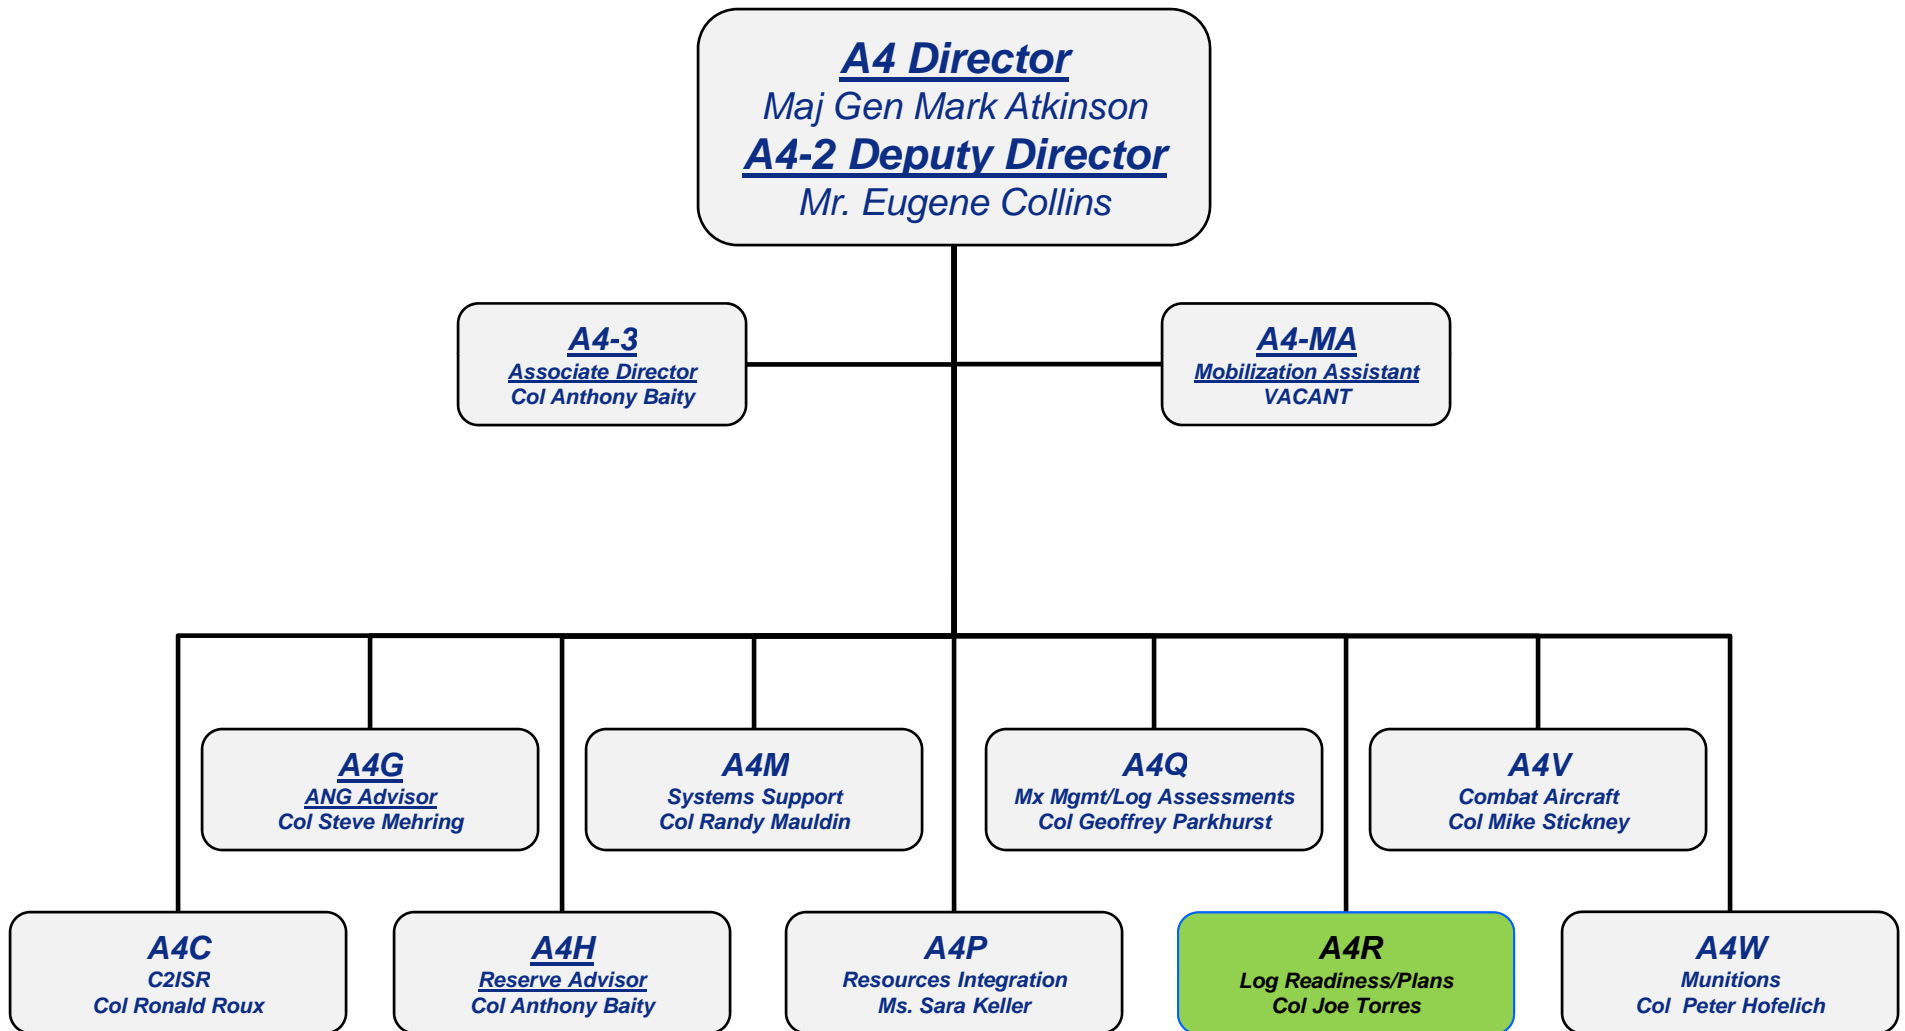 A4 Director
Maj Gen Mark Atkinson
A4-2 Deputy Director
Mr. Eugene Collins
A4-3
Associate Director
Col Anthony Baity
A4-MA
Mobilization Assistant
VACANT
A4G
ANG Advisor
Col Steve Mehring
A4M
Systems Support
Col Randy Mauldin
A4Q
Mx Mgmt/Log Assessments
Col Geoffrey Parkhurst
A4V
Combat Aircraft
Col Mike Stickney
A4C
C2ISR
Col Ronald Roux
A4H
Reserve Advisor
Col Anthony Baity
A4P
Resources Integration
Ms. Sara Keller
A4R
Log Readiness/Plans
Col Joe Torres
A4W
Munitions
Col  Peter Hofelich